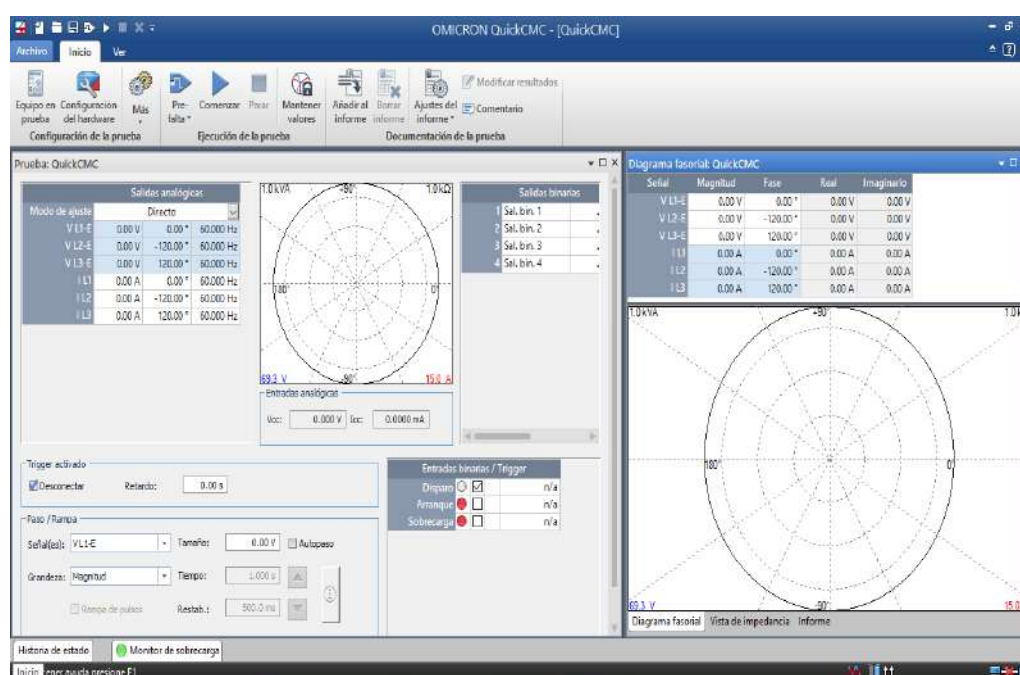 OMICRON QuickCMC - [QuickCMC]
Archivo Inicio Ver
Equipo en prueba
Configuración del hardware
Más
Pre-falta
Comenzar
Parar
Mantener valores
Añadir al informe
Borrar informe
Ajustes del informe
Modificar resultados
Comentario
Configuración de la prueba
Ejecución de la prueba
Documentación de la prueba
Prueba: QuickCMC
Salidas analógicas
Modo de ajuste Directo
V L1-E 0.00 V 0.00 ° 60.000 Hz
V L2-E 0.00 V -120.00 ° 60.000 Hz
V L3-E 0.00 V 120.00 ° 60.000 Hz
I L1 0.00 A 0.00 ° 60.000 Hz
I L2 0.00 A -120.00 ° 60.000 Hz
I L3 0.00 A 120.00 ° 60.000 Hz
1.0 kVA +90° 1.0 kΩ
180° 0°
69.3 V -90° 15.0 A
Entradas analógicas
Vcc: 0.000 V Icc: 0.0000 mA
Salidas binarias
1 Sal. bin. 1
2 Sal. bin. 2
3 Sal. bin. 3
4 Sal. bin. 4
Trigger activado
Desconectar Retardo: 0.00 s
Paso / Rampa
Señal(es): V L1-E Tamaño: 0.00 V Autopaso
Grandeza: Magnitud Tiempo: 1.000 s
Rampa de pulsos Restab.: 500.0 ms
Entradas binarias / Trigger
Disparo n/a
Arranque n/a
Sobrecarga n/a
Diagrama fasorial: QuickCMC
Señal Magnitud Fase Real Imaginario
V L1-E 0.00 V 0.00 ° 0.00 V 0.00 V
V L2-E 0.00 V -120.00 ° 0.00 V 0.00 V
V L3-E 0.00 V 120.00 ° 0.00 V 0.00 V
I L1 0.00 A 0.00 ° 0.00 A 0.00 A
I L2 0.00 A -120.00 ° 0.00 A 0.00 A
I L3 0.00 A 120.00 ° 0.00 A 0.00 A
1.0 kVA +90° 1.0
180° 0°
69.3 V -90° 15.0
Diagrama fasorial Vista de impedancia Informe
Historia de estado Monitor de sobrecarga
Inicio ener ayuda presione F1